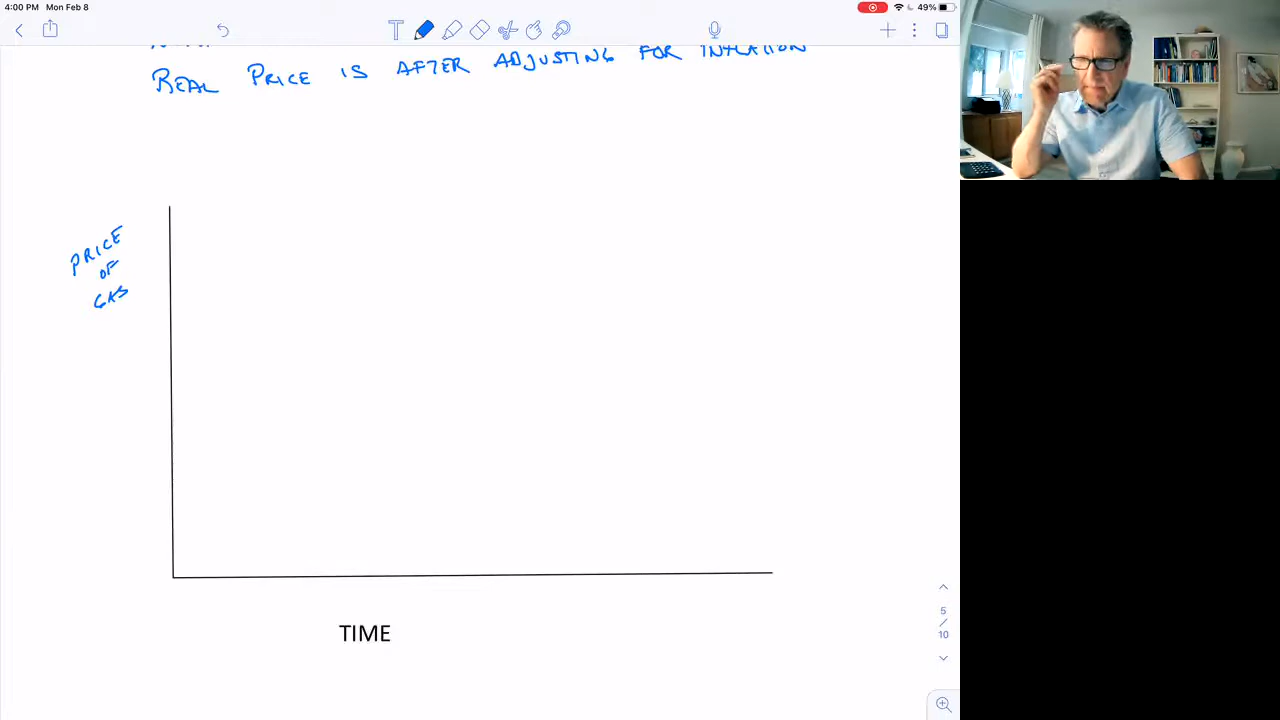 4:00 PM Mon Feb 8
49%
T
REAL PRICE IS AFTER ADJUSTING FOR INFLATION
PRICE
OF
GAS
5
/
10
TIME